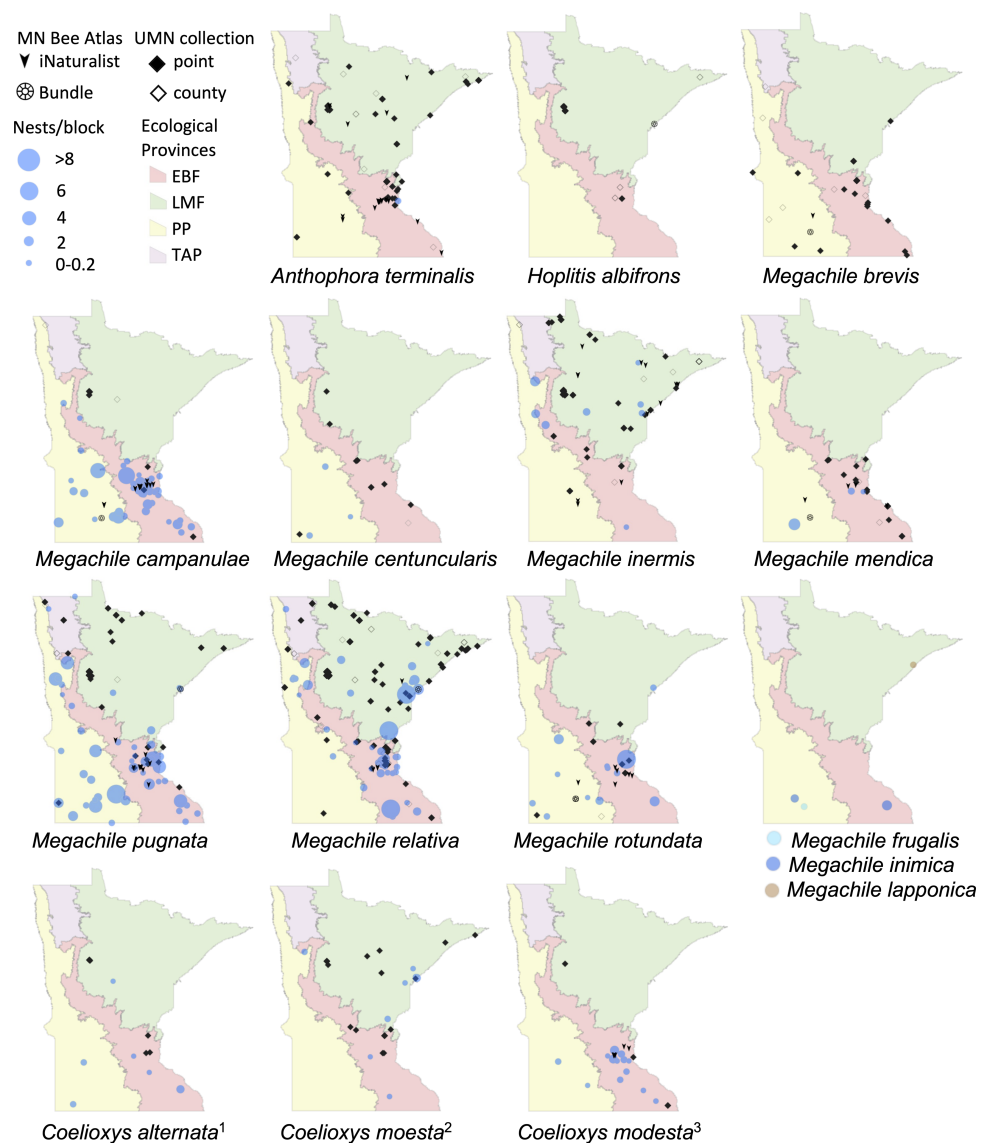 MN Bee Atlas UMN collection
iNaturalist point
Bundle county
Nests/block Ecological Provinces
>8 EBF
6 LMF
4 PP
2 TAP
0-0.2
Anthophora terminalis Hoplitis albifrons Megachile brevis
Megachile campanulae Megachile centuncularis Megachile inermis Megachile mendica
Megachile pugnata Megachile relativa Megachile rotundata
Megachile frugalis
Megachile inimica
Megachile lapponica
Coelioxys alternata¹ Coelioxys moesta² Coelioxys modesta³